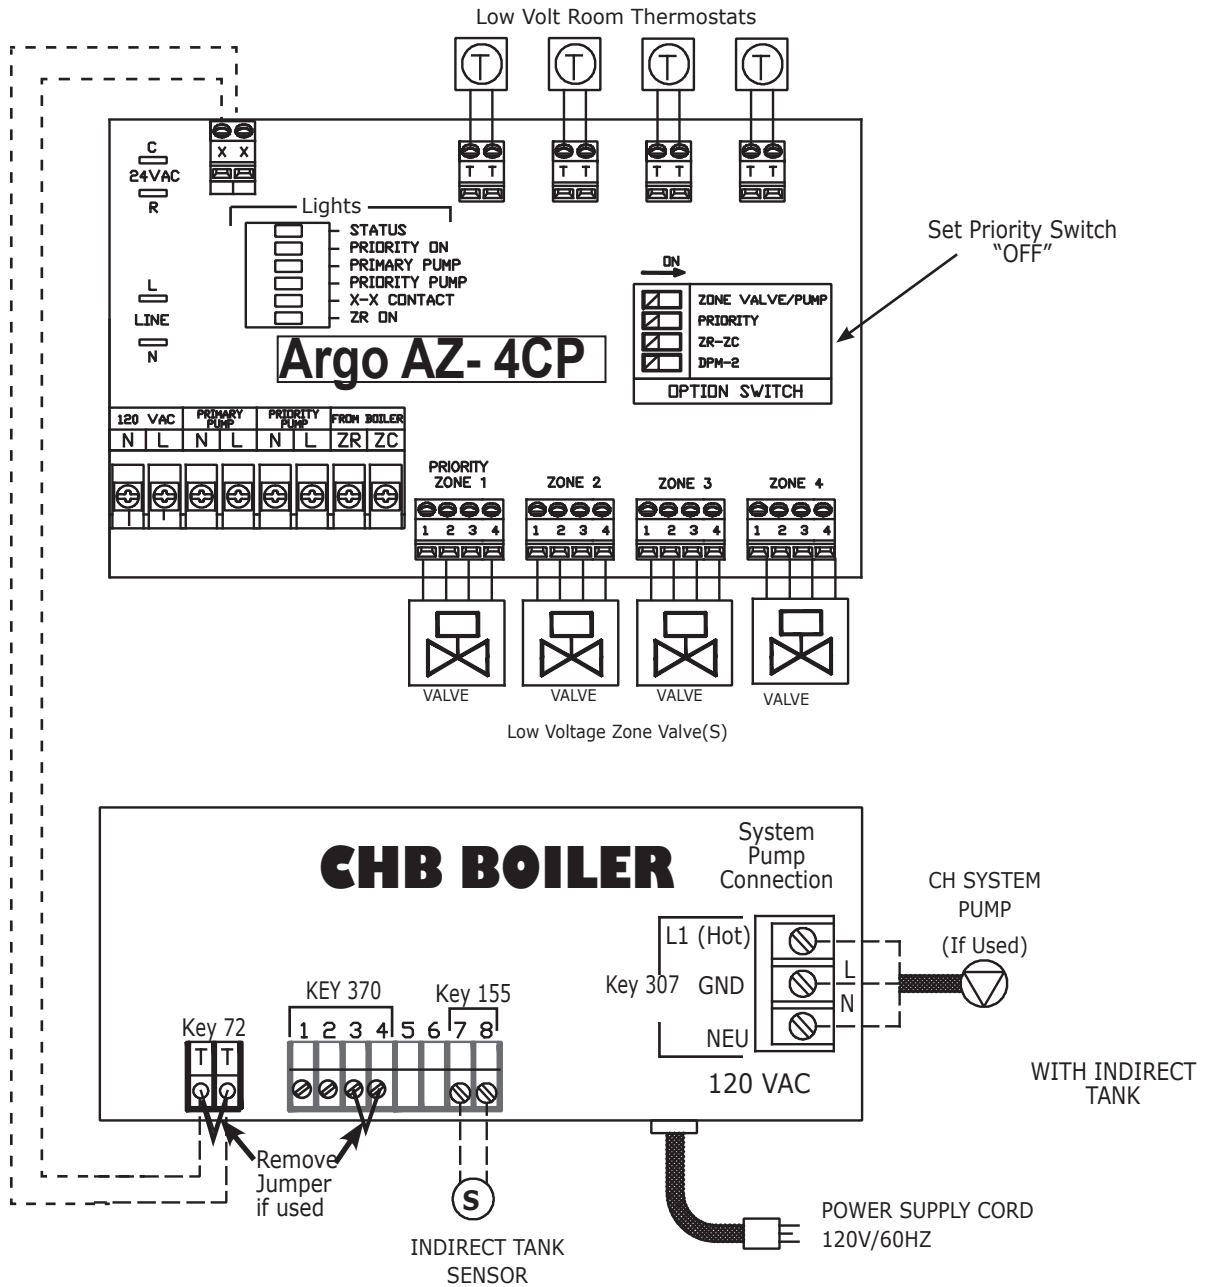 Low Volt Room Thermostats
T T T T
C
24VAC
R
X X
T T
T T
T T
T T
Lights
STATUS
PRIORITY ON
PRIMARY PUMP
PRIORITY PUMP
X-X CONTACT
ZR ON
L
LINE
N
Set Priority Switch
“OFF”
ON
ZONE VALVE/PUMP
PRIORITY
ZR-ZC
DPM-2
OPTION SWITCH
Argo AZ- 4CP
120 VAC
PRIMARY
PUMP
PRIORITY
PUMP
FROM BOILER
N L N L N L ZR ZC
PRIORITY
ZONE 1
ZONE 2
ZONE 3
ZONE 4
1 2 3 4
1 2 3 4
1 2 3 4
1 2 3 4
VALVE
VALVE
VALVE
VALVE
Low Voltage Zone Valve(S)
CHB BOILER
System
Pump
Connection
CH SYSTEM
PUMP
(If Used)
L1 (Hot)
Key 307
GND
NEU
L
N
120 VAC
Key 72
T T
KEY 370
Key 155
1 2 3 4 5 6 7 8
WITH INDIRECT
TANK
Remove
Jumper
if used
S
INDIRECT TANK
SENSOR
POWER SUPPLY CORD
120V/60HZ